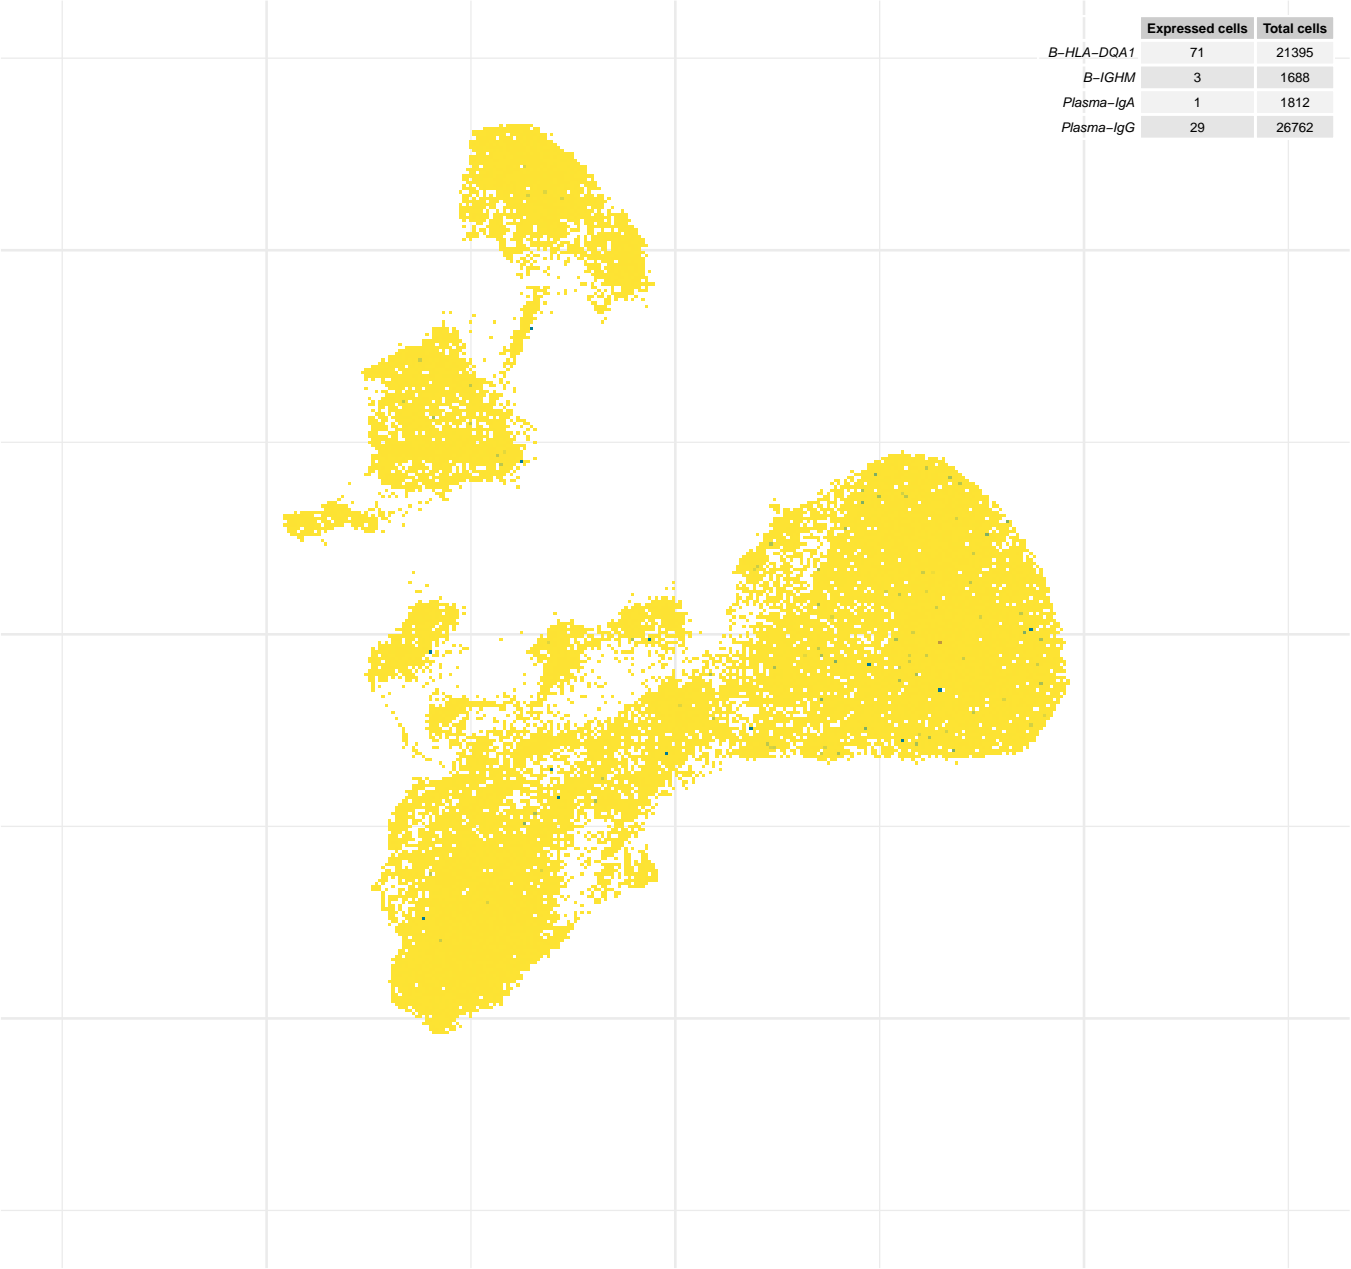 Expressed cells Total cells
B−HLA−DQA1 71 21395
B−IGHM 3 1688
Plasma−IgA 1 1812
Plasma−IgG 29 26762